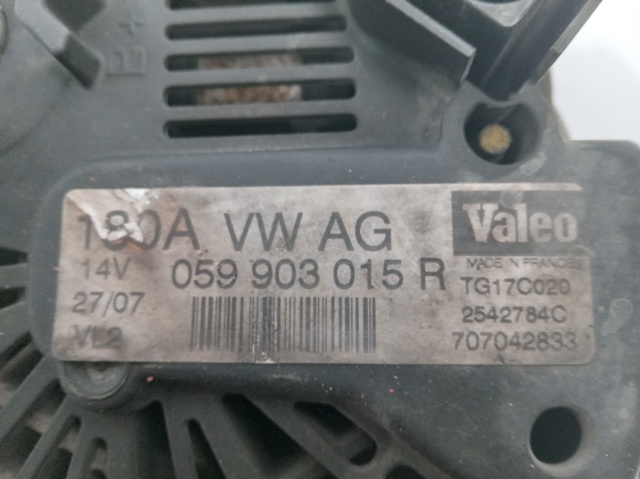 B+
180A VW AG
Valeo
14V 059 903 015 R
MADE IN FRANCE
TG17C020
27/07
2542784C
VL2
707042833